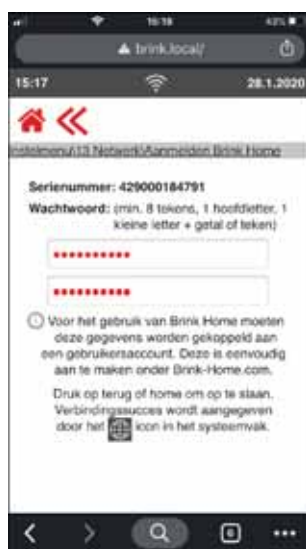 16:18
42%
brink.local/
15:17
28.1.2020
nstelmenu\13 Netwerk\Aanmelden Brink Home
Serienummer: 429000184791
Wachtwoord: (min. 8 tekens, 1 hoofdletter, 1
kleine letter + getal of teken)
Voor het gebruik van Brink Home moeten
deze gegevens worden gekoppeld aan
een gebruikersaccount. Deze is eenvoudig
aan te maken onder Brink-Home.com.
Druk op terug of home om op te slaan.
Verbindingssucces wordt aangegeven
door het icon in het systeemvak.